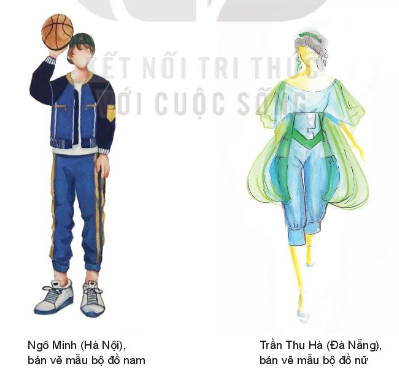 KẾT NỐI TRI THỨC
VỚI CUỘC SỐNG
Ngô Minh (Hà Nội),
bản vẽ mẫu bộ đồ nam
Trần Thu Hà (Đà Nẵng),
bản vẽ mẫu bộ đồ nữ